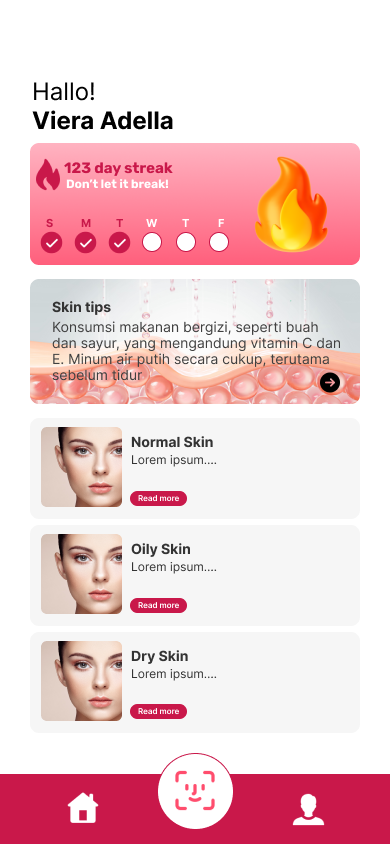 Hallo!
Viera Adella
123 day streak
Don't let it break!
S M T W T F
Skin tips
Konsumsi makanan bergizi, seperti buah
dan sayur, yang mengandung vitamin C dan
E. Minum air putih secara cukup, terutama
sebelum tidur
Normal Skin
Lorem ipsum....
Read more
Oily Skin
Lorem ipsum....
Read more
Dry Skin
Lorem ipsum....
Read more